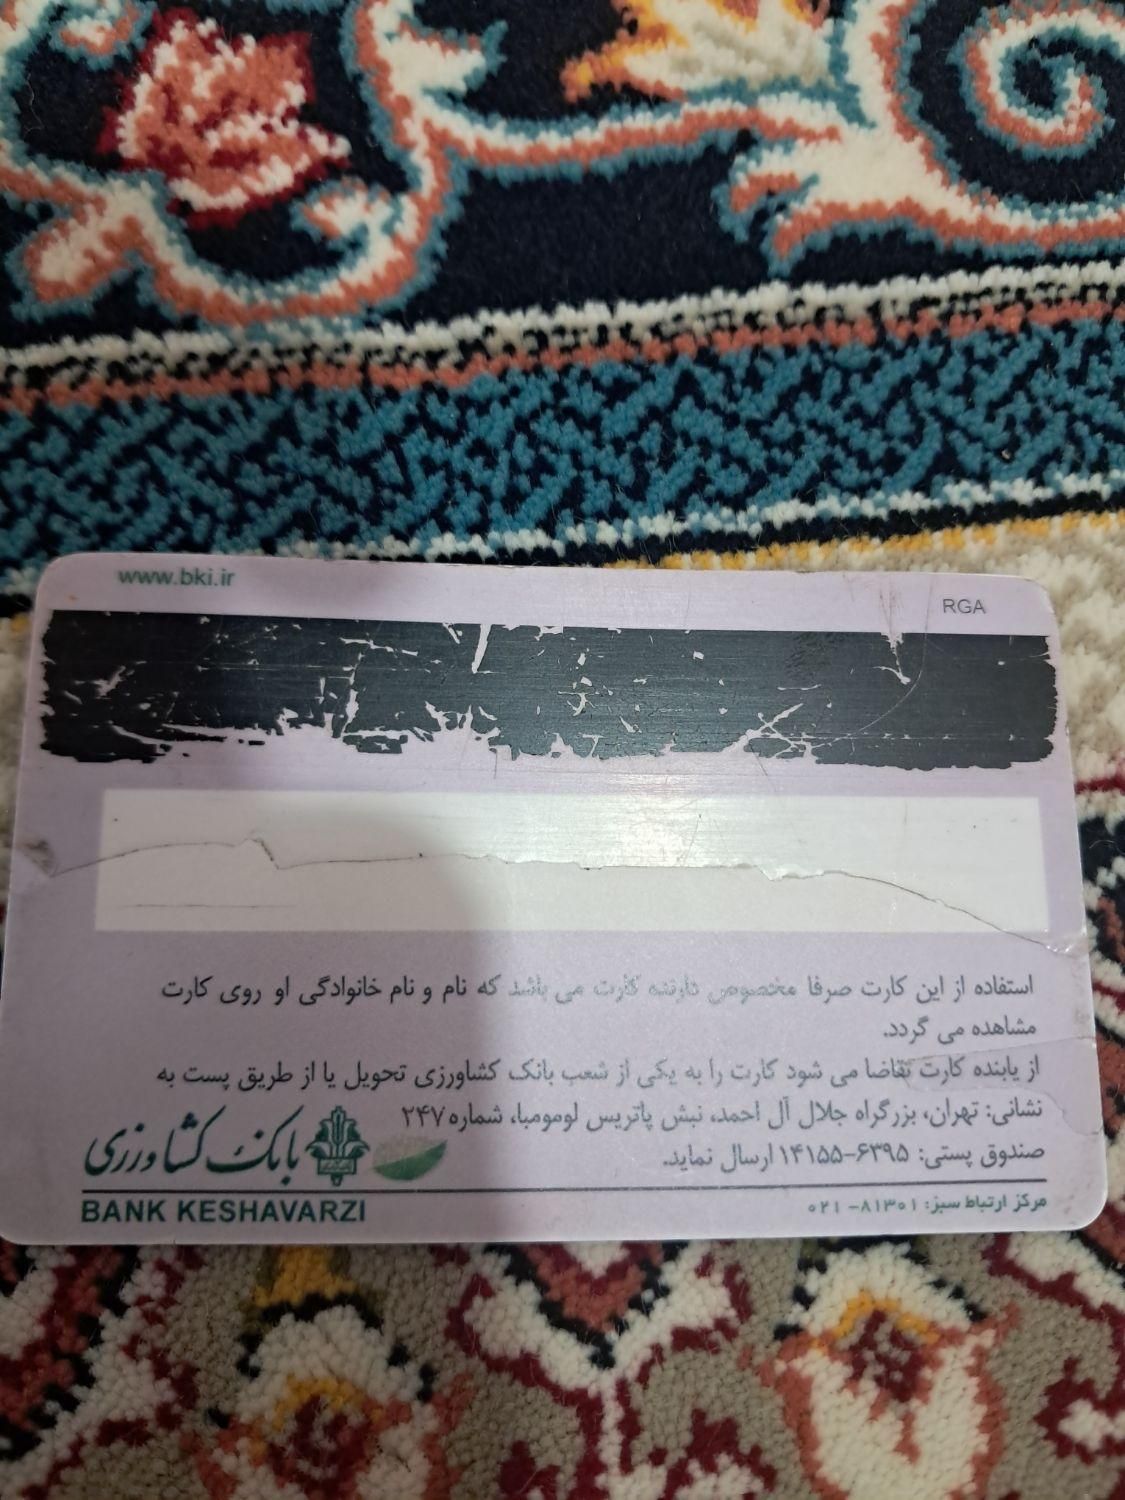 www.bki.ir
RGA
استفاده از این کارت صرفا مخصوص دارنده کارت می باشد که نام و نام خانوادگی او روی کارت
مشاهده می گردد.
از یابنده کارت تقاضا می شود کارت را به یکی از شعب بانک کشاورزی تحویل یا از طریق پست به
نشانی: تهران، بزرگراه جلال آل احمد، نبش پاتریس لومومبا، شماره ۲۴۷
صندوق پستی: ۶۳۹۵-۱۴۱۵۵ ارسال نماید.
بانک کشاورزی
BANK KESHAVARZI
مرکز ارتباط سبز: ۸۱۳۰۱- ۰۲۱